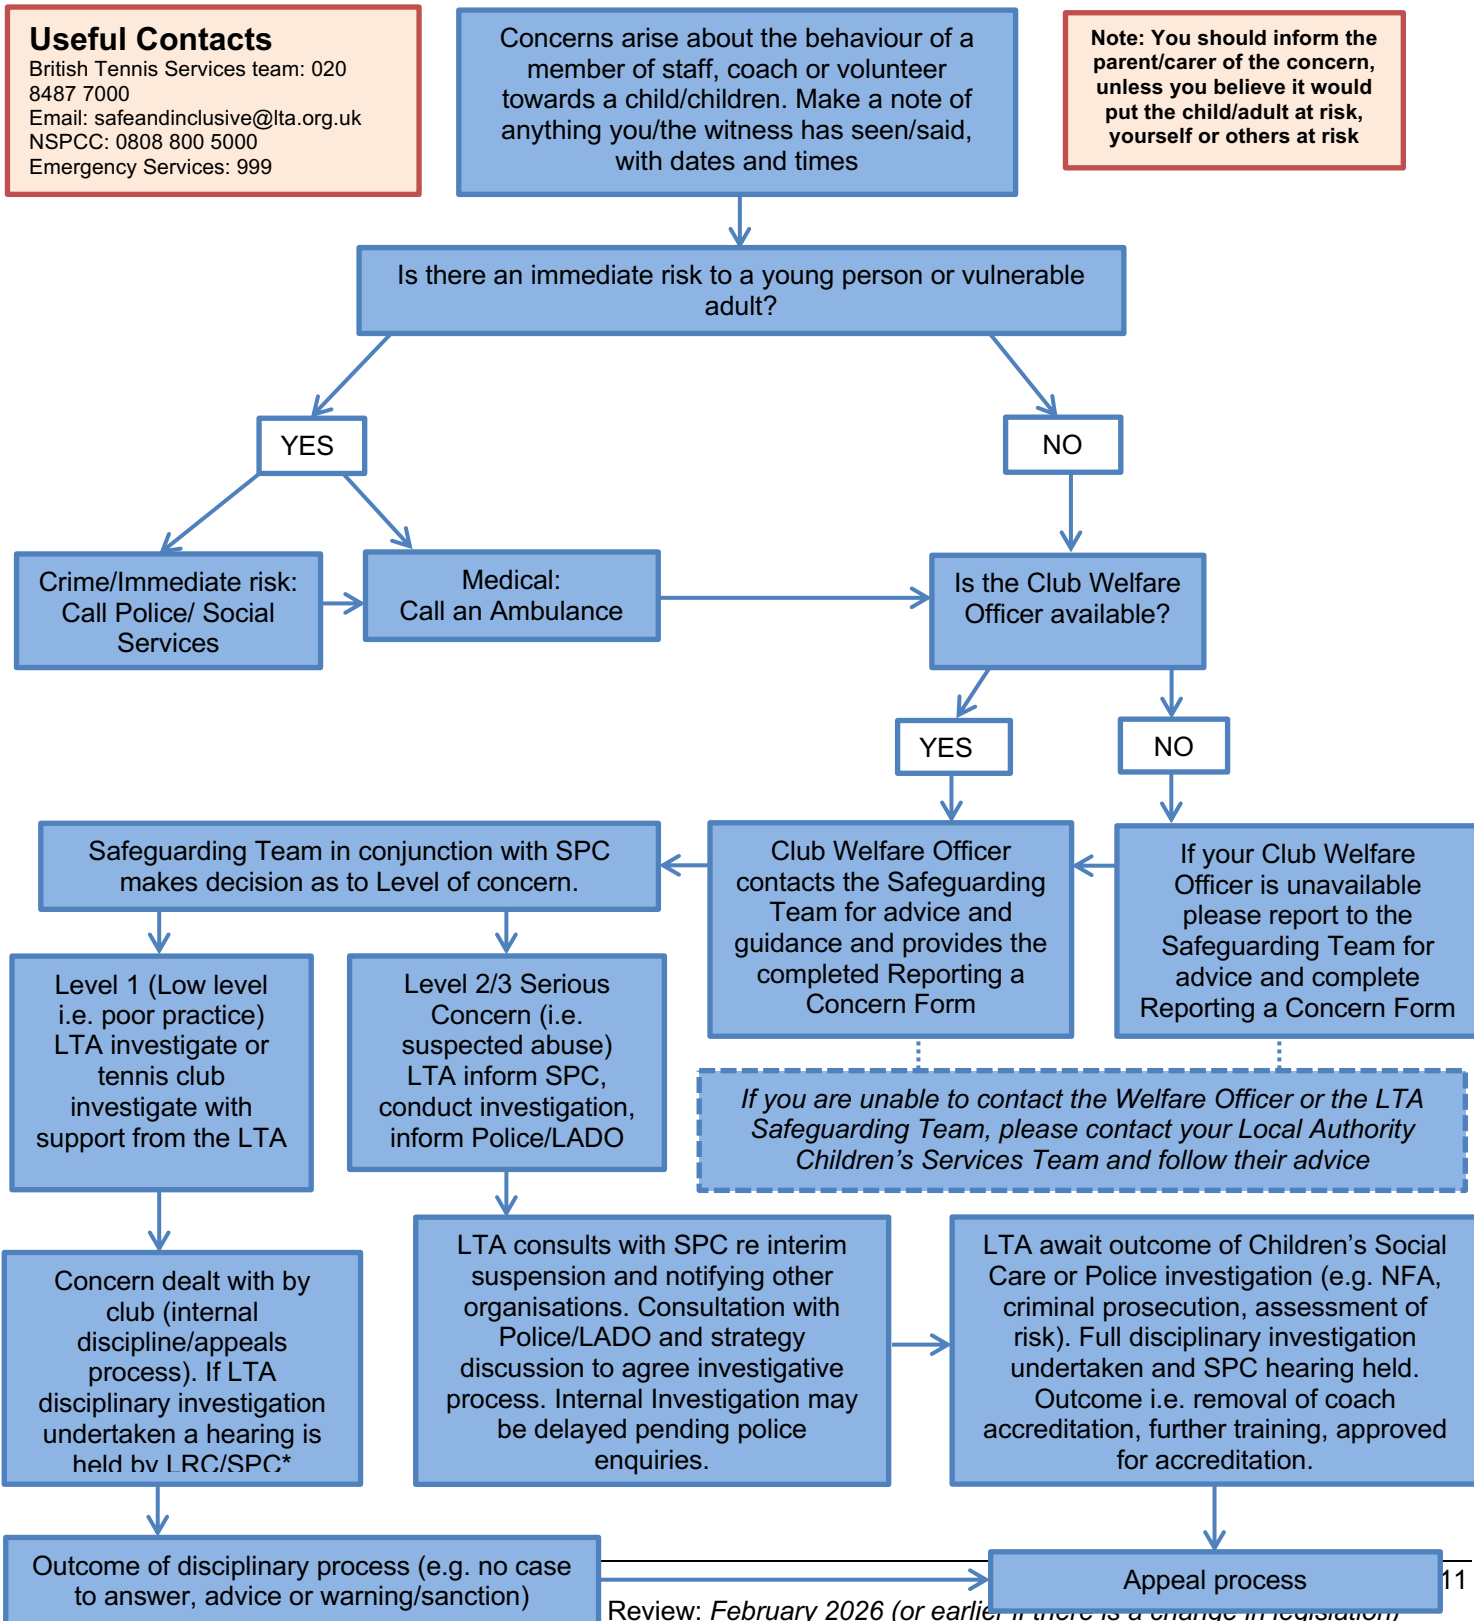 Useful Contacts
British Tennis Services team: 020
8487 7000
Email: safeandinclusive@lta.org.uk
NSPCC: 0808 800 5000
Emergency Services: 999
Concerns arise about the behaviour of a
member of staff, coach or volunteer
towards a child/children. Make a note of
anything you/the witness has seen/said,
with dates and times
Note: You should inform the
parent/carer of the concern,
unless you believe it would
put the child/adult at risk,
yourself or others at risk
Is there an immediate risk to a young person or vulnerable
adult?
YES
NO
Crime/Immediate risk:
Call Police/ Social
Services
Medical:
Call an Ambulance
Is the Club Welfare
Officer available?
YES
NO
Safeguarding Team in conjunction with SPC
makes decision as to Level of concern.
Club Welfare Officer
contacts the Safeguarding
Team for advice and
guidance and provides the
completed Reporting a
Concern Form
If your Club Welfare
Officer is unavailable
please report to the
Safeguarding Team for
advice and complete
Reporting a Concern Form
Level 1 (Low level
i.e. poor practice)
LTA investigate or
tennis club
investigate with
support from the LTA
Level 2/3 Serious
Concern (i.e.
suspected abuse)
LTA inform SPC,
conduct investigation,
inform Police/LADO
If you are unable to contact the Welfare Officer or the LTA
Safeguarding Team, please contact your Local Authority
Children’s Services Team and follow their advice
Concern dealt with by
club (internal
discipline/appeals
process). If LTA
disciplinary investigation
undertaken a hearing is
held by LRC/SPC*
LTA consults with SPC re interim
suspension and notifying other
organisations. Consultation with
Police/LADO and strategy
discussion to agree investigative
process. Internal Investigation may
be delayed pending police
enquiries.
LTA await outcome of Children’s Social
Care or Police investigation (e.g. NFA,
criminal prosecution, assessment of
risk). Full disciplinary investigation
undertaken and SPC hearing held.
Outcome i.e. removal of coach
accreditation, further training, approved
for accreditation.
Outcome of disciplinary process (e.g. no case
to answer, advice or warning/sanction)
Appeal process
11
Review: February 2026 (or earlier if there is a change in legislation)